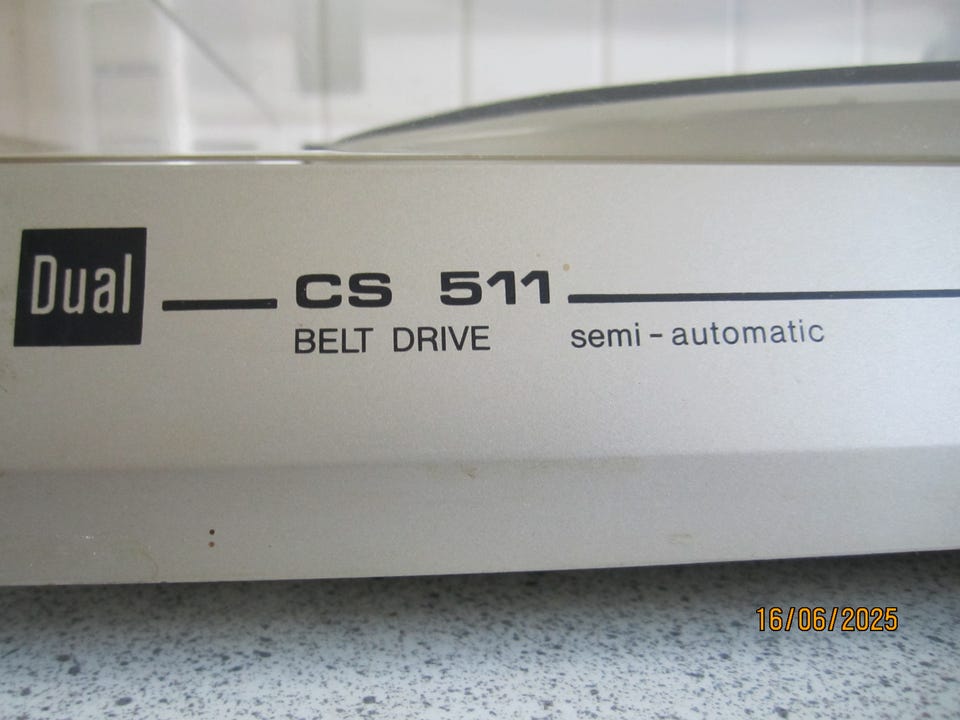 Dual
CS 511
BELT DRIVE semi-automatic
16/06/2025